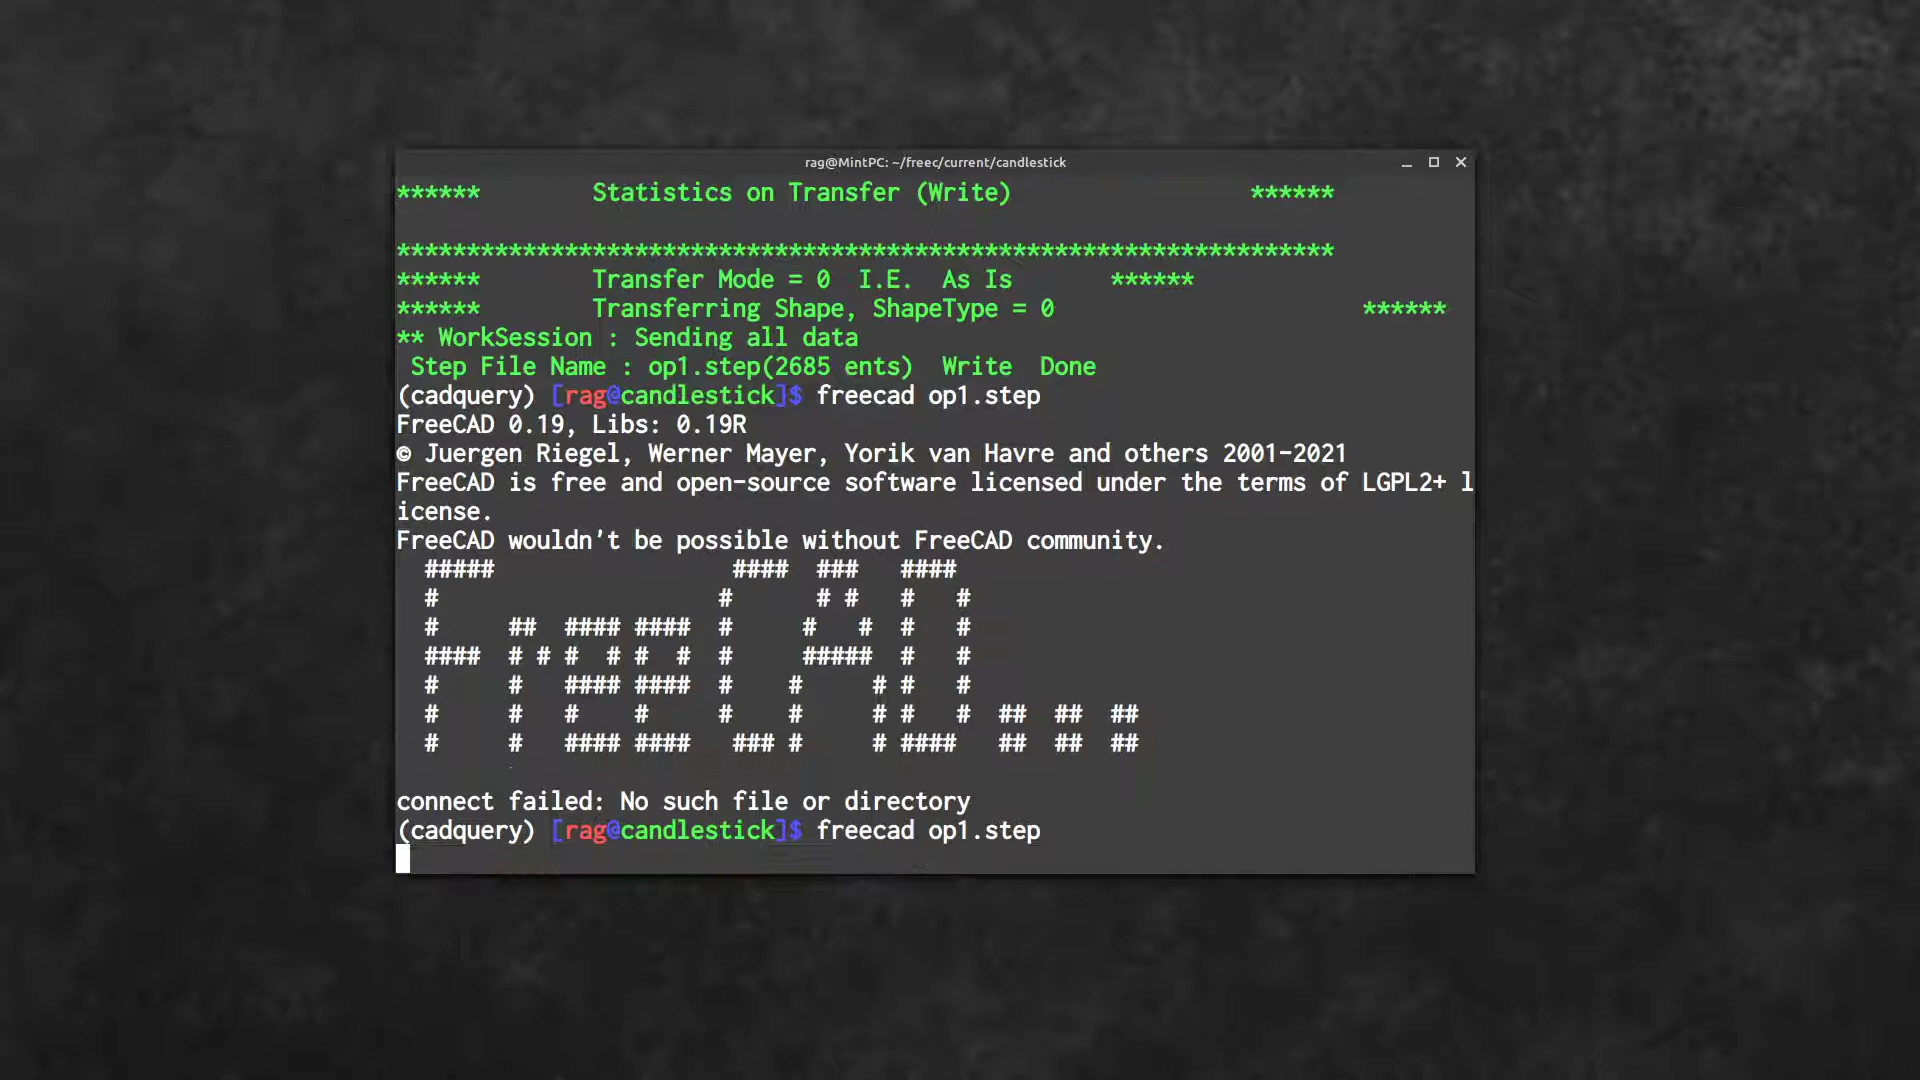 rag@MintPC: ~/freec/current/candlestick
******        Statistics on Transfer (Write)                 ******
*******************************************************************
******        Transfer Mode = 0  I.E.  As Is       ******
******        Transferring Shape, ShapeType = 0                      ******
** WorkSession : Sending all data
 Step File Name : op1.step(2685 ents)  Write  Done
(cadquery) [rag@candlestick]$ freecad op1.step
FreeCAD 0.19, Libs: 0.19R
© Juergen Riegel, Werner Mayer, Yorik van Havre and others 2001-2021
FreeCAD is free and open-source software licensed under the terms of LGPL2+ l
icense.
FreeCAD wouldn't be possible without FreeCAD community.
  #####                 ####  ###   ####
  #                    #      # #   #   #
  #     ##  #### ####  #     #   #  #   #
  ####  # # #  # #  #  #     #####  #   #
  #     #   #### ####  #    #     # #   #
  #     #   #    #     #    #     # #   #  ##  ##  ##
  #     #   #### ####   ### #     # ####   ##  ##  ##
connect failed: No such file or directory
(cadquery) [rag@candlestick]$ freecad op1.step